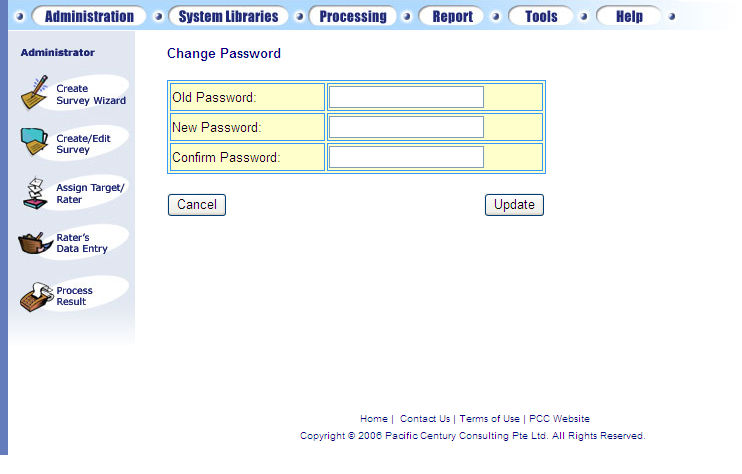 Administration System Libraries Processing Report Tools Help
Administrator
Create
Survey Wizard
Create/Edit
Survey
Assign Target/
Rater
Rater's
Data Entry
Process
Result
Change Password
Old Password:
New Password:
Confirm Password:
Cancel Update
Home | Contact Us | Terms of Use | PCC Website
Copyright © 2006 Pacific Century Consulting Pte Ltd. All Rights Reserved.